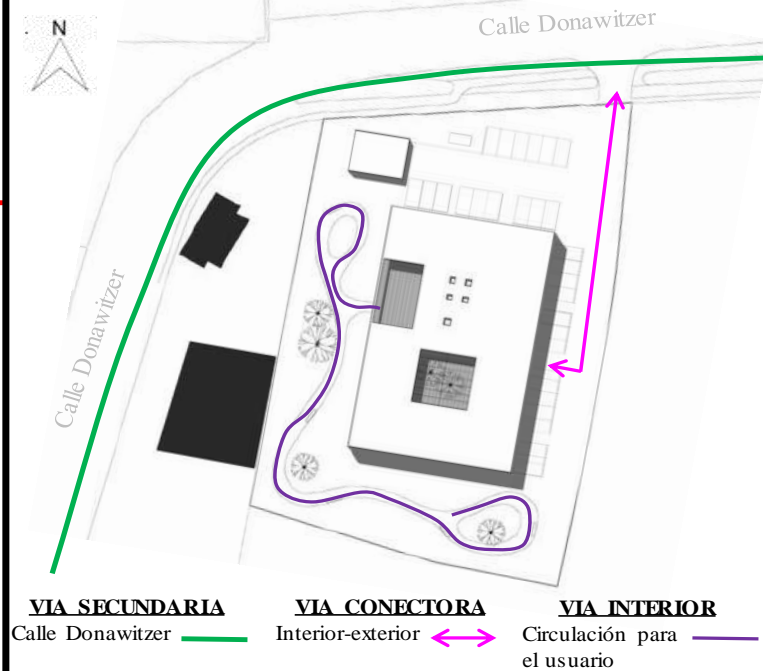 N
Calle Donawitzer
Calle Donawitzer
VIA SECUNDARIA
Calle Donawitzer
VIA CONECTORA
Interior-exterior
VIA INTERIOR
Circulación para
el usuario